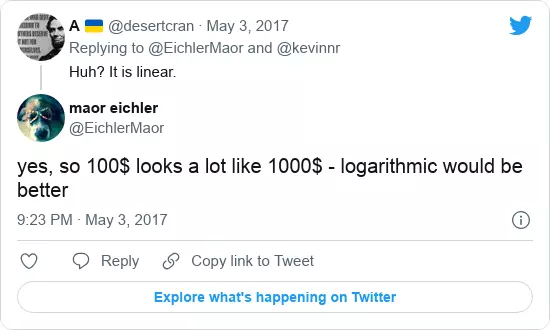 A 🇺🇦 @desertcran · May 3, 2017
Replying to @EichlerMaor and @kevinnr
Huh? It is linear.
maor eichler
@EichlerMaor
yes, so 100$ looks a lot like 1000$ - logarithmic would be
better
9:23 PM · May 3, 2017
Reply
Copy link to Tweet
Explore what's happening on Twitter